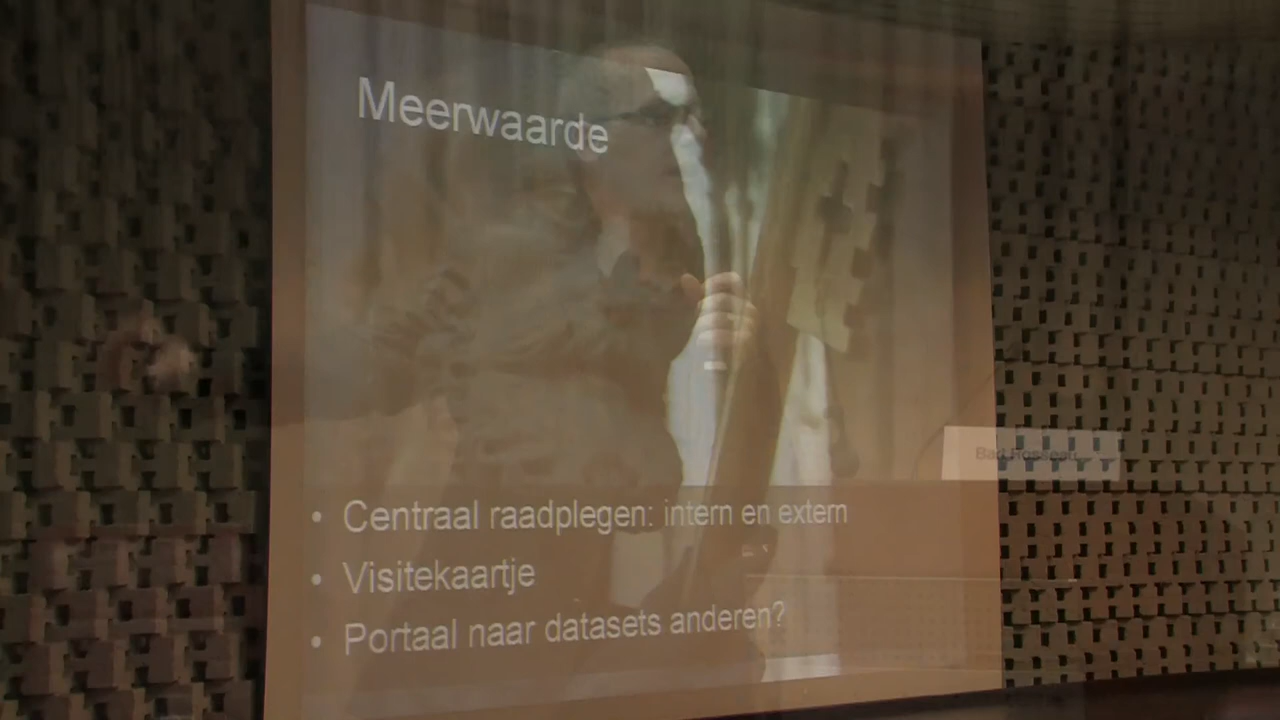 Meerwaarde
• Centraal raadplegen: intern en extern
• Visitekaartje
• Portaal naar datasets anderen?